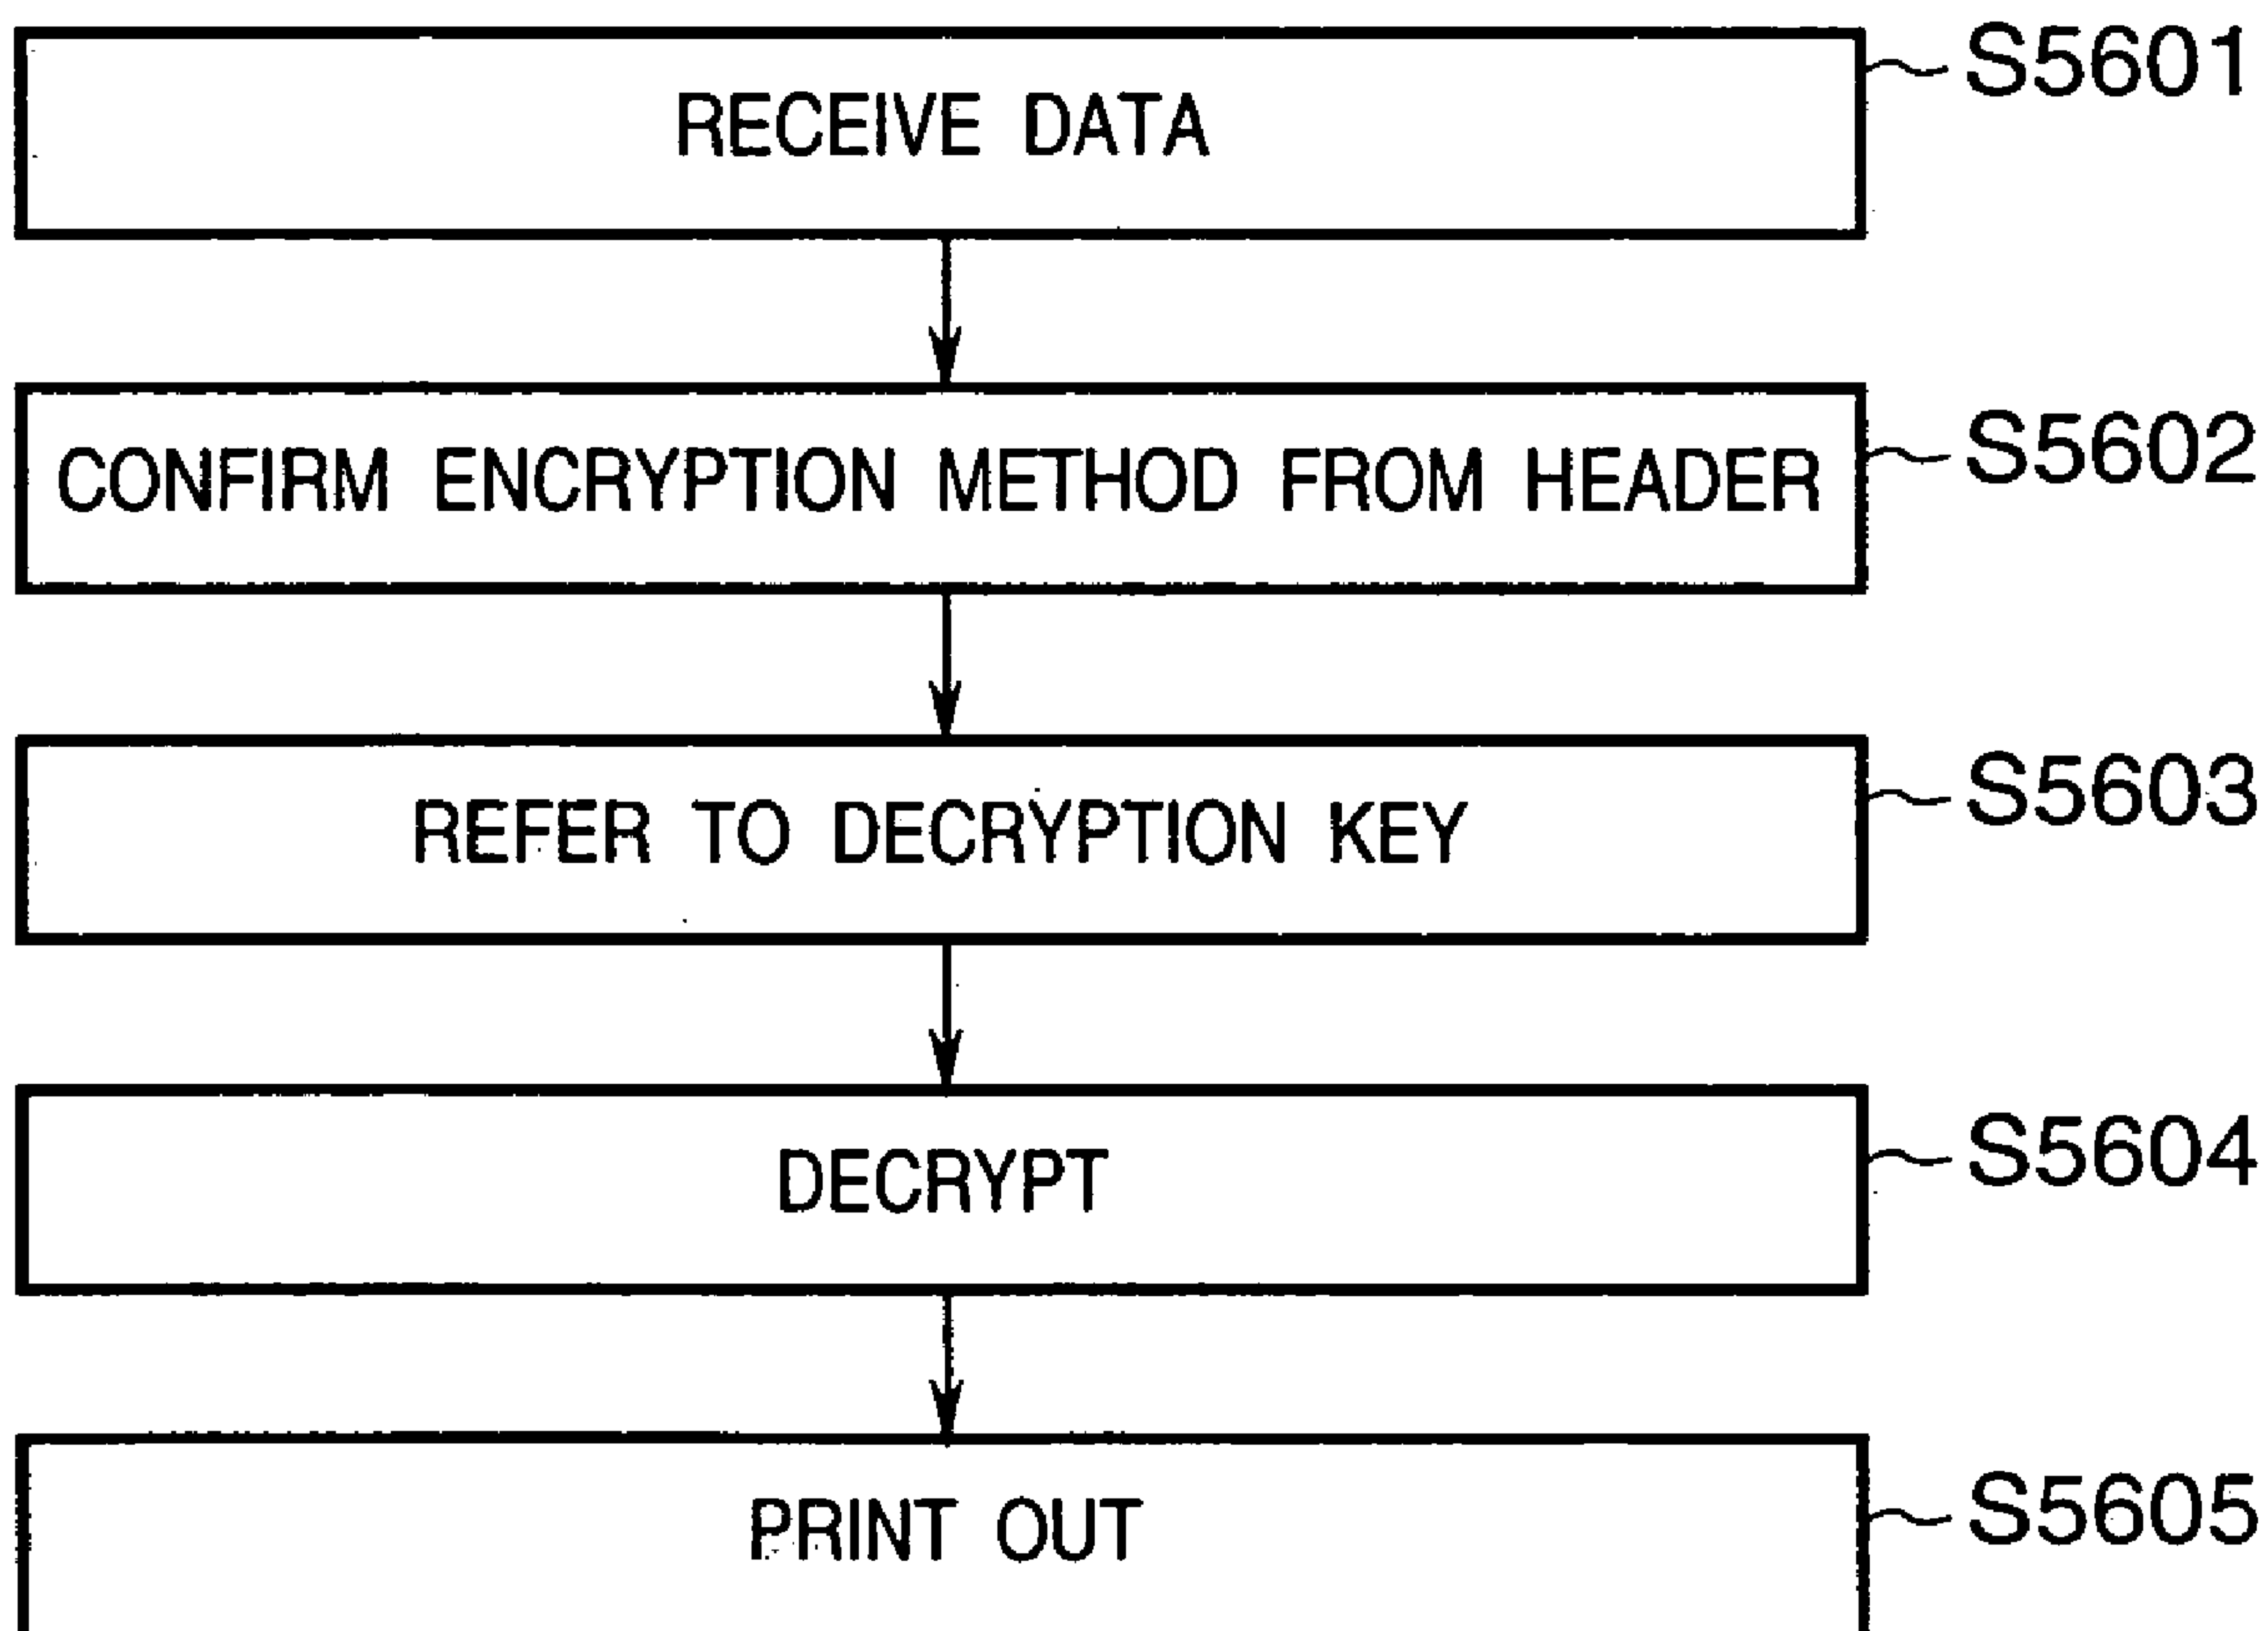 RECEIVE DATA
S5601
CONFIRM ENCRYPTION METHOD FROM HEADER
S5602
REFER TO DECRYPTION KEY
S5603
DECRYPT
S5604
PRINT OUT
S5605